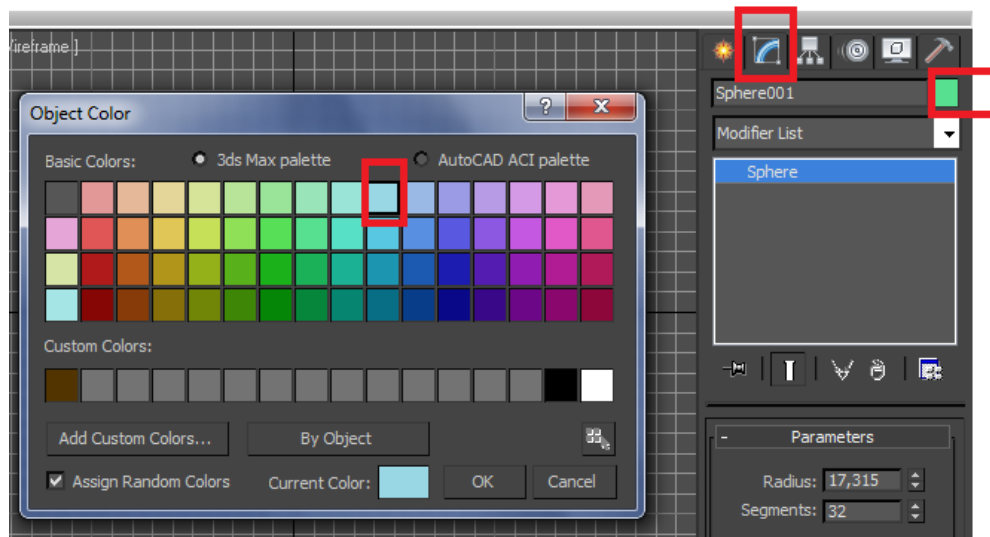 Wireframe ]
Sphere001
Object Color
?
X
Modifier List
Basic Colors:
3ds Max palette
AutoCAD ACI palette
Sphere
Custom Colors:
Add Custom Colors...
By Object
- Parameters
Assign Random Colors
Current Color:
OK
Cancel
Radius: 17,315
Segments: 32